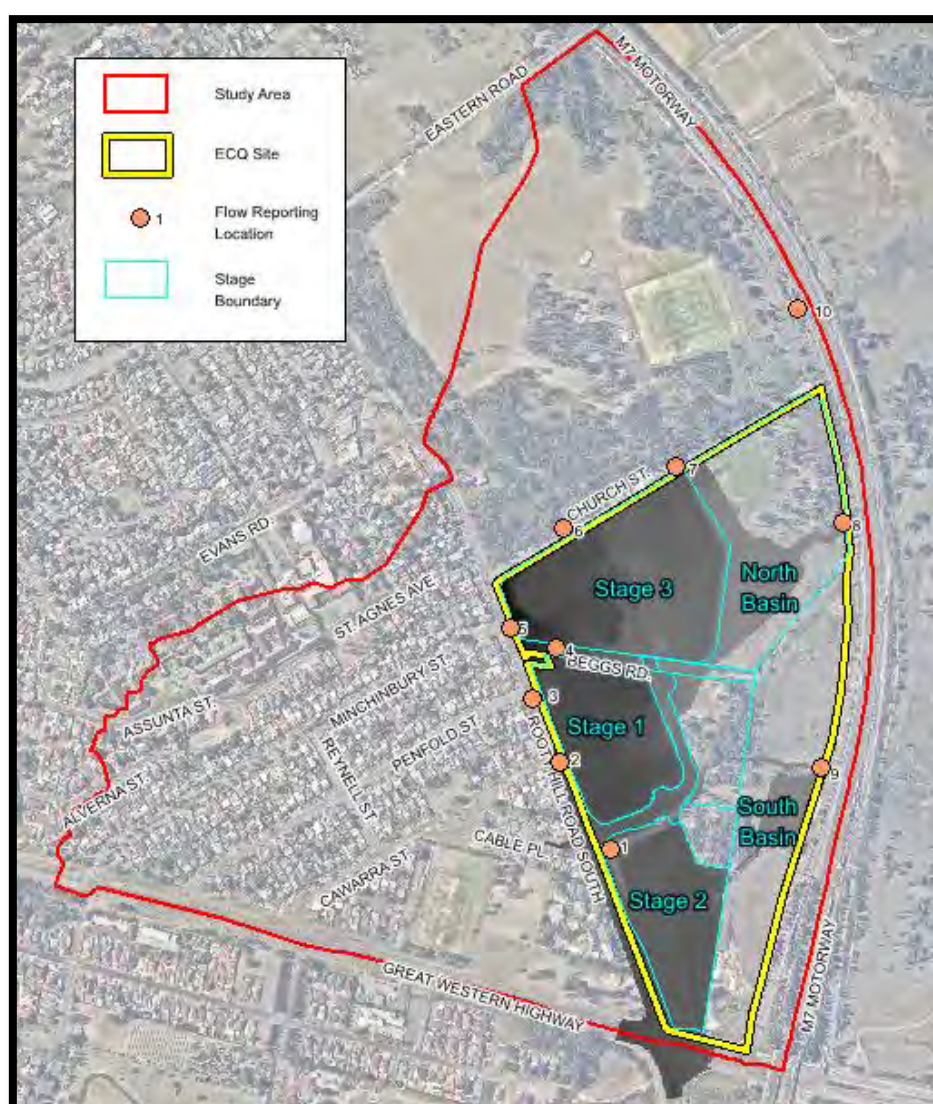 Study Area
ECQ Site
1
Flow Reporting
Location
Stage
Boundary
EASTERN ROAD
M7 MOTORWAY
10
7
CHURCH ST.
6
8
Stage 3
North
Basin
EVANS RD.
ST. AGNES AVE
5
4
BEGGS RD.
MINCHINBURY ST.
ASSUNTA ST.
3
PENFOLD ST.
Stage 1
REYNELL ST
ROOTY HILL ROAD SOUTH
2
9
ALVERNA ST.
South
Basin
CABLE PL.
1
CAWARRA ST.
Stage 2
GREAT WESTERN HIGHWAY
M7 MOTORWAY